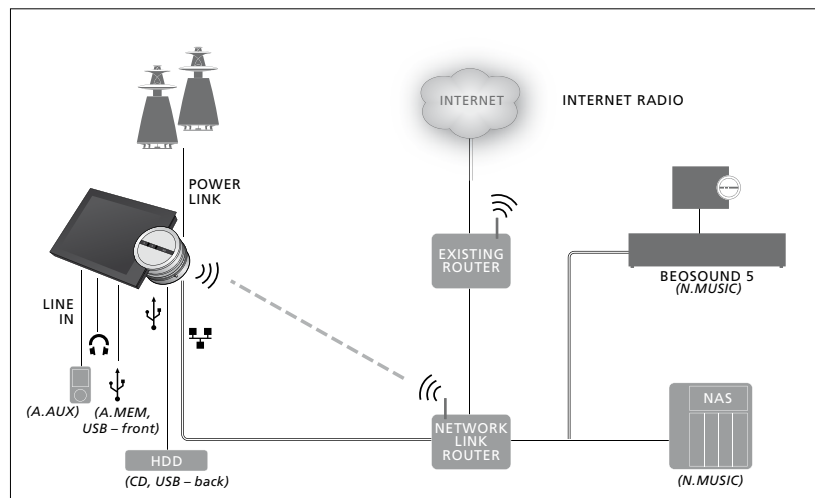 INTERNET
INTERNET RADIO
POWER
LINK
EXISTING
ROUTER
BEOSOUND 5
(N.MUSIC)
LINE
IN
(A.AUX)
(A.MEM,
USB – front)
HDD
(CD, USB – back)
NETWORK
LINK
ROUTER
NAS
(N.MUSIC)